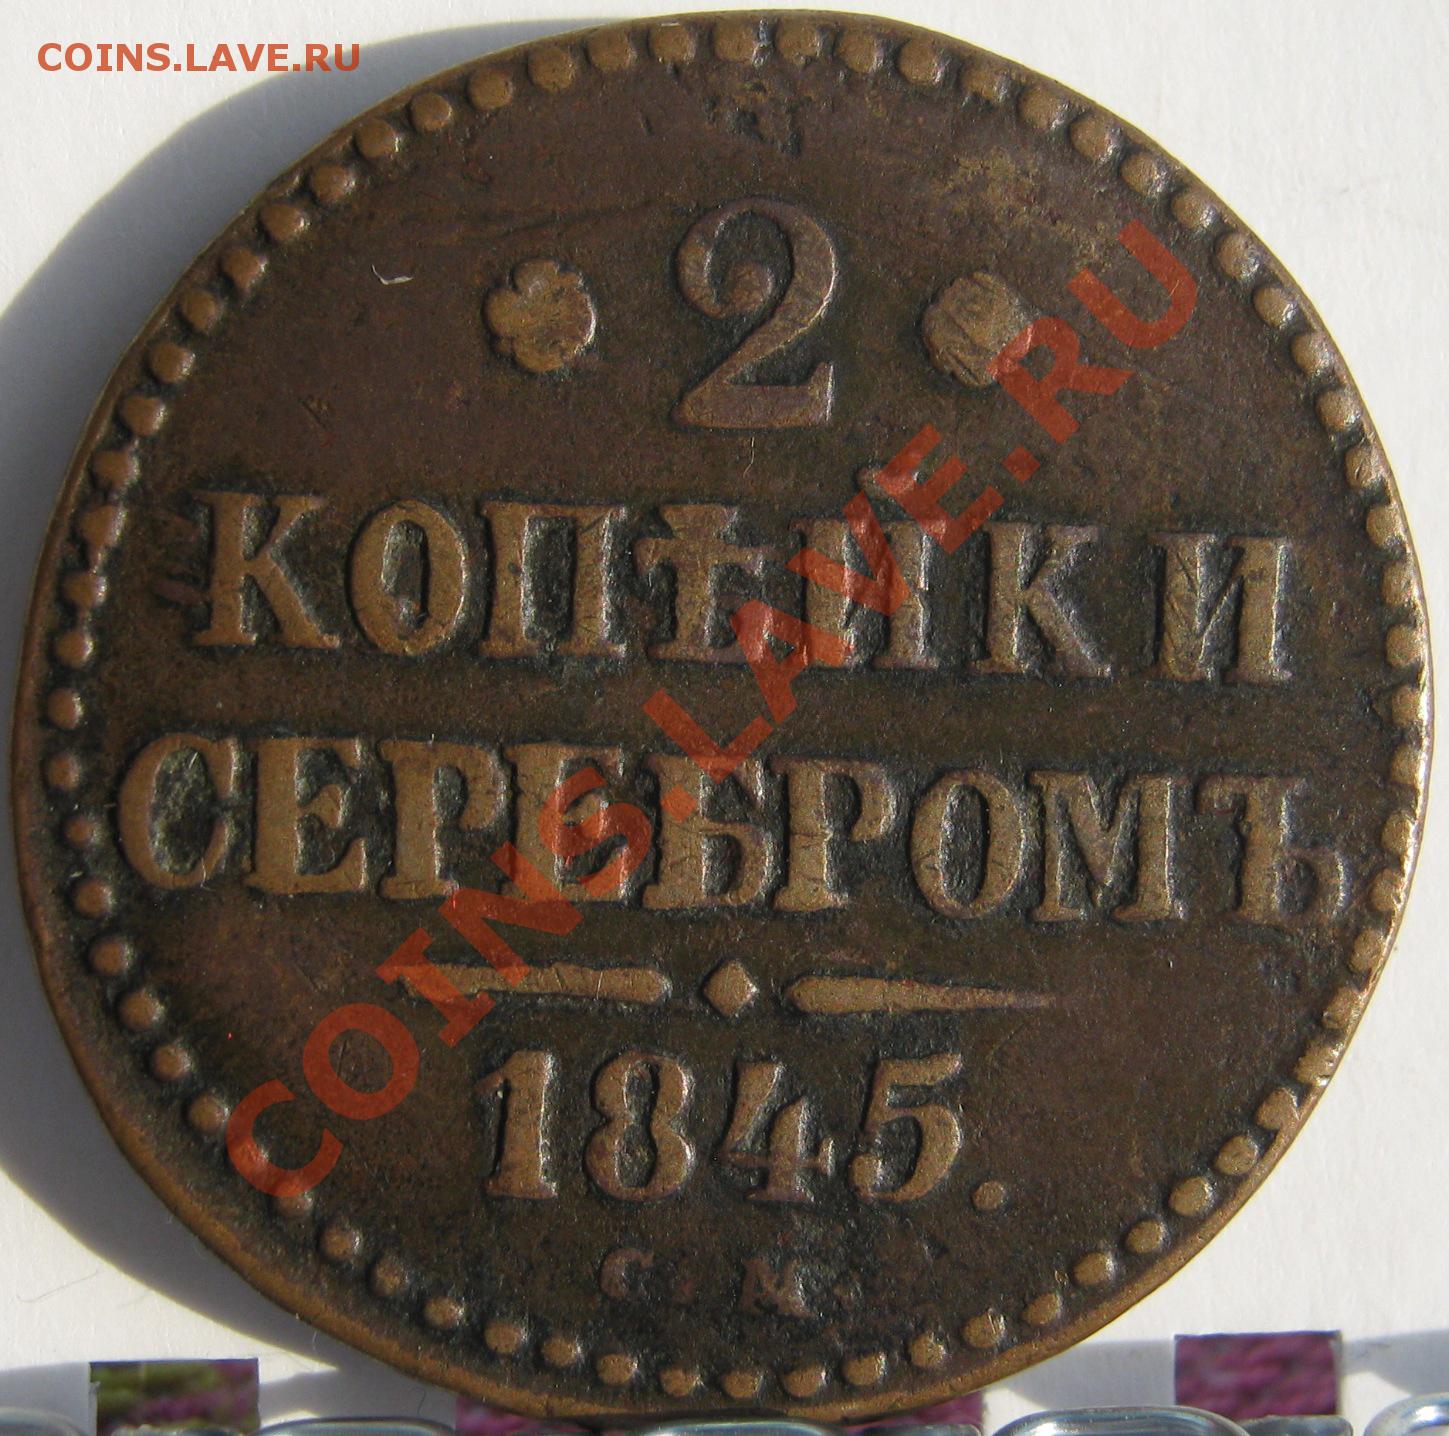 COINS.LAVE.RU
2
КОПѢЙКИ
СЕРЕБРОМЪ
1845.
С. М.
COINS.LAVE.RU